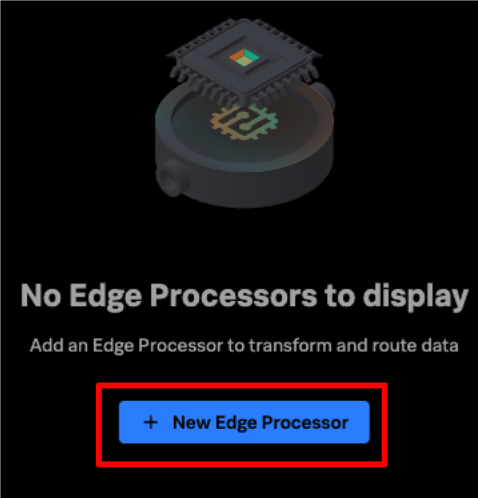 No Edge Processors to display
Add an Edge Processor to transform and route data
+ New Edge Processor